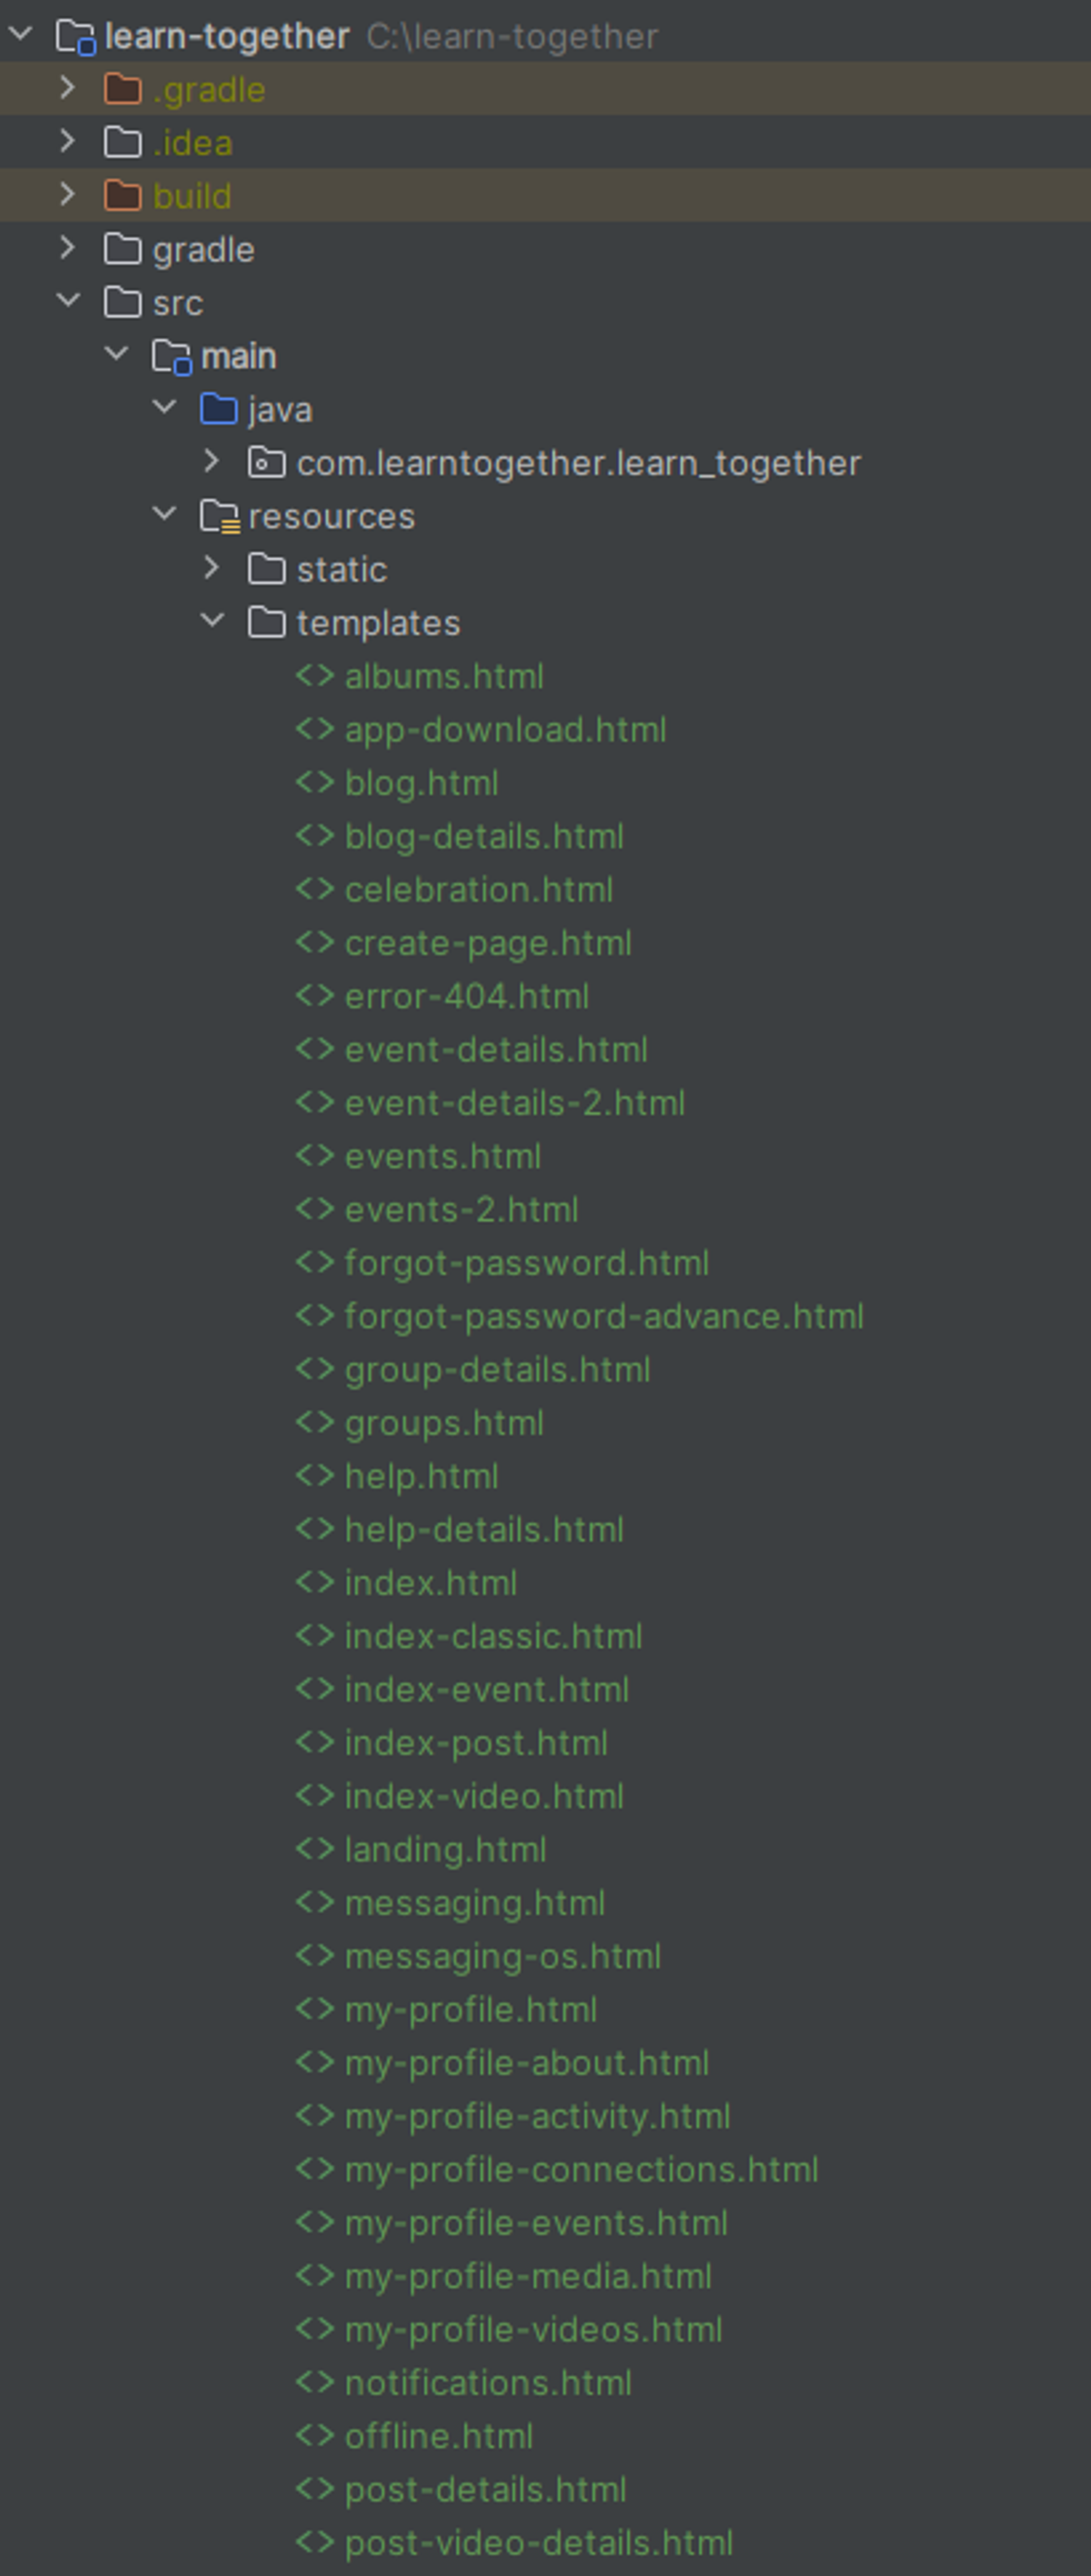 learn-together C:\learn-together
.gradle
.idea
build
gradle
src
main
java
com.learntogether.learn_together
resources
static
templates
albums.html
app-download.html
blog.html
blog-details.html
celebration.html
create-page.html
error-404.html
event-details.html
event-details-2.html
events.html
events-2.html
forgot-password.html
forgot-password-advance.html
group-details.html
groups.html
help.html
help-details.html
index.html
index-classic.html
index-event.html
index-post.html
index-video.html
landing.html
messaging.html
messaging-os.html
my-profile.html
my-profile-about.html
my-profile-activity.html
my-profile-connections.html
my-profile-events.html
my-profile-media.html
my-profile-videos.html
notifications.html
offline.html
post-details.html
post-video-details.html